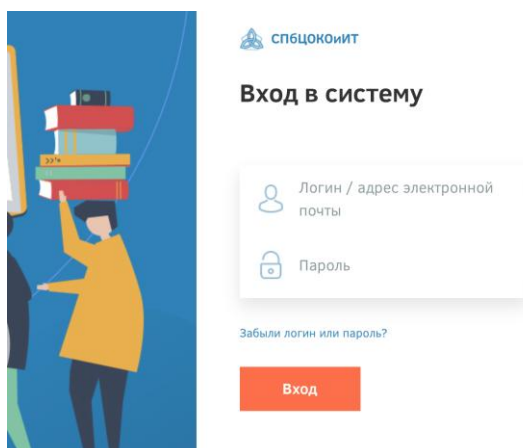 СПбЦОКОиИТ
Вход в систему
Логин / адрес электронной
почты
Пароль
Забыли логин или пароль?
Вход